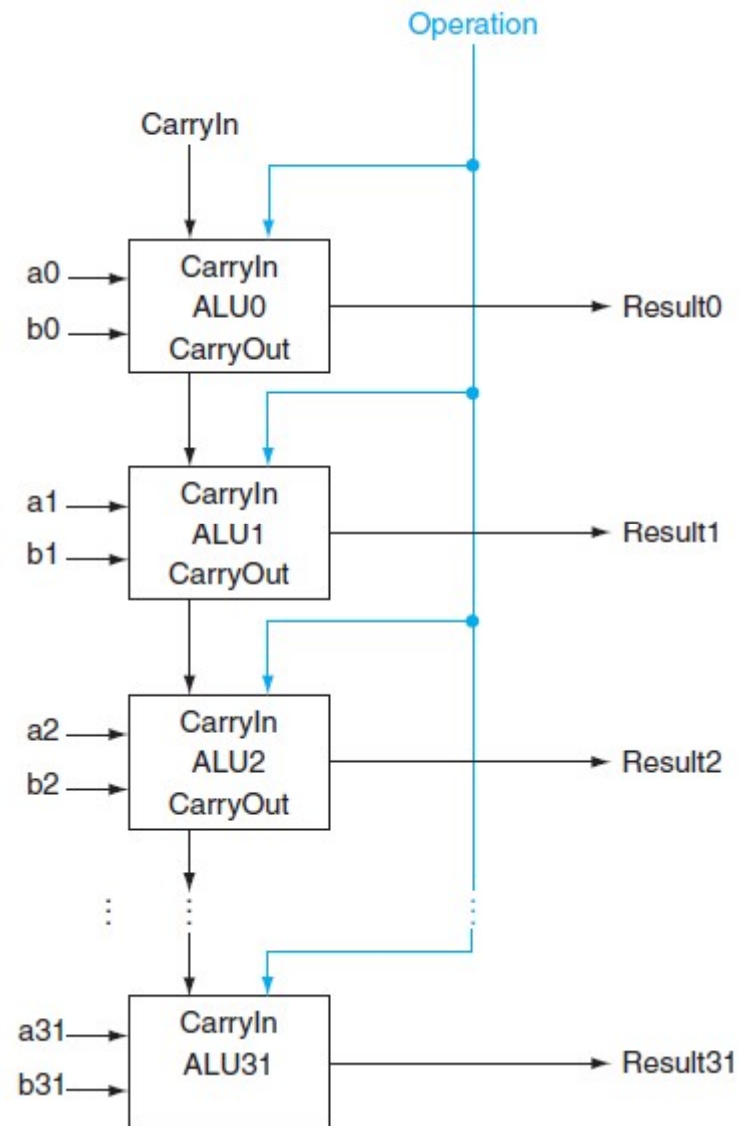 Operation
CarryIn
a0
b0
CarryIn
ALU0
CarryOut
Result0
a1
b1
CarryIn
ALU1
CarryOut
Result1
a2
b2
CarryIn
ALU2
CarryOut
Result2
a31
b31
CarryIn
ALU31
Result31